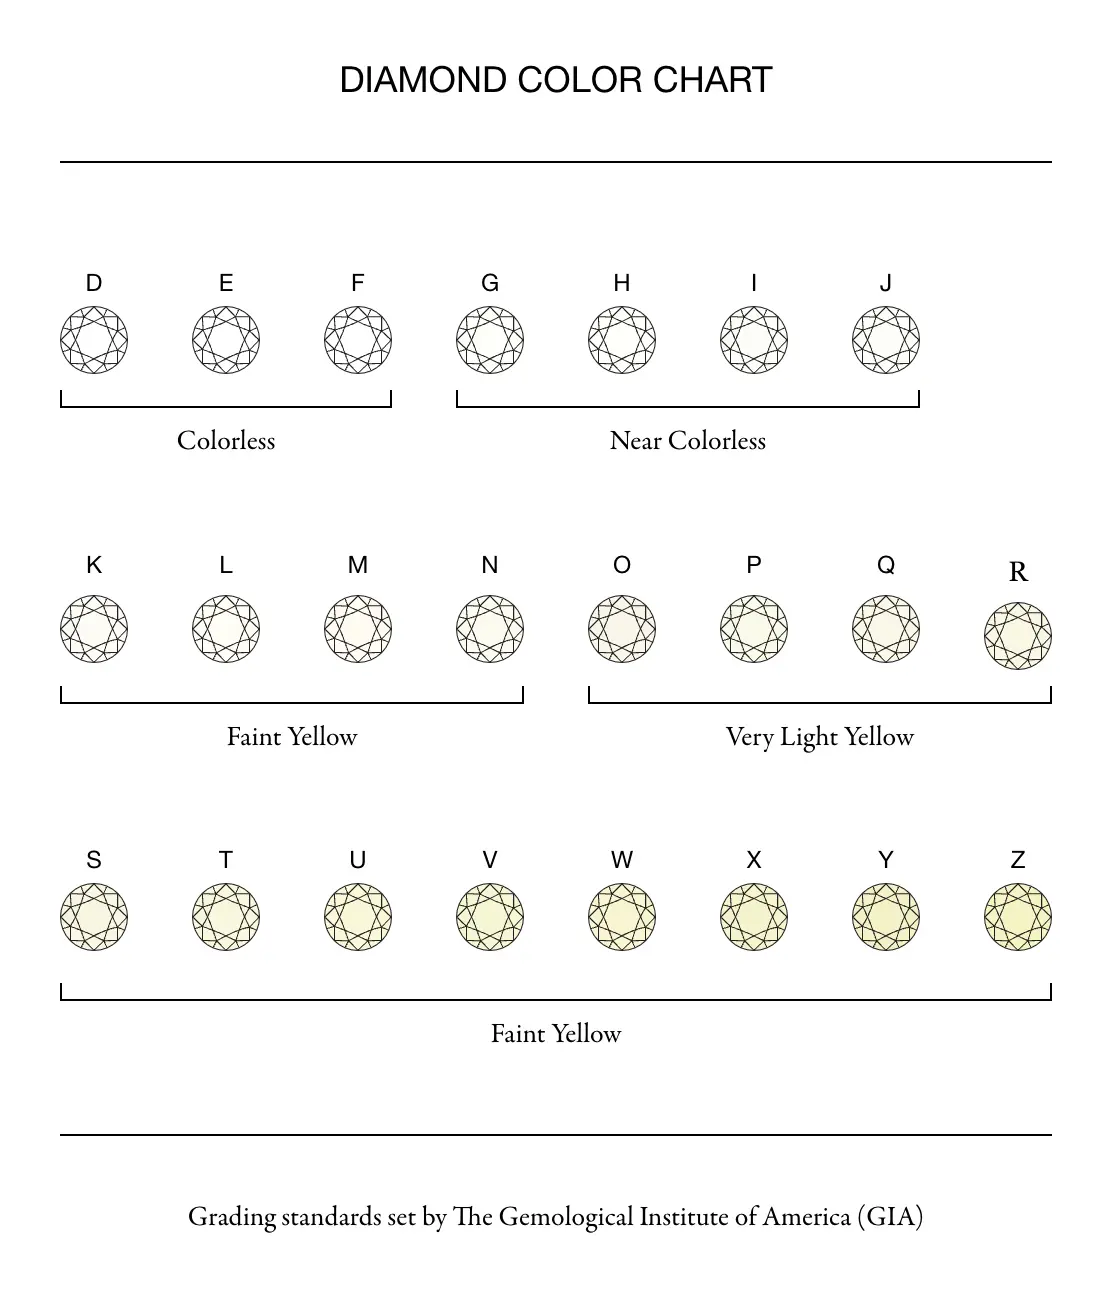 DIAMOND COLOR CHART
D E F G H I J
Colorless Near Colorless
K L M N O P Q R
Faint Yellow Very Light Yellow
S T U V W X Y Z
Faint Yellow
Grading standards set by The Gemological Institute of America (GIA)